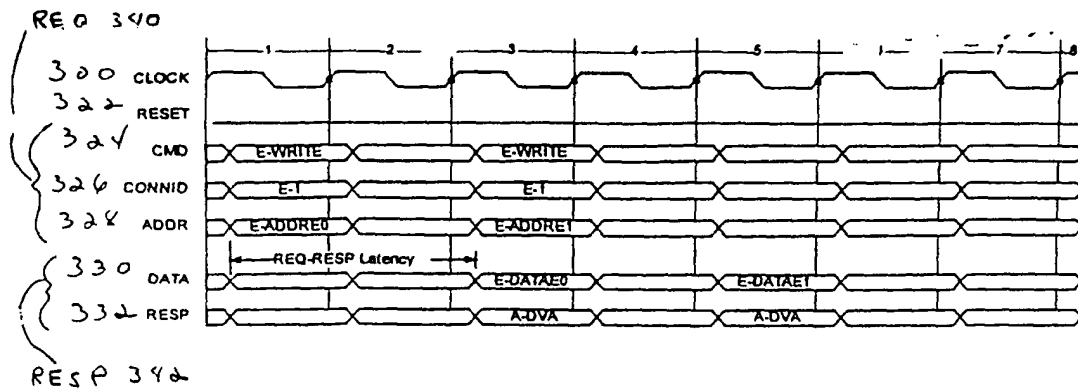 REQ 340
1 2 3 4 5 1 7 8
300 CLOCK
322 RESET
324 CMD E-WRITE E-WRITE
326 CONNID E-1 E-1
328 ADDR E-ADDRE0 E-ADDRE1
REQ-RESP Latency
330 DATA E-DATAE0 E-DATAE1
332 RESP A-DVA A-DVA
RESP 342